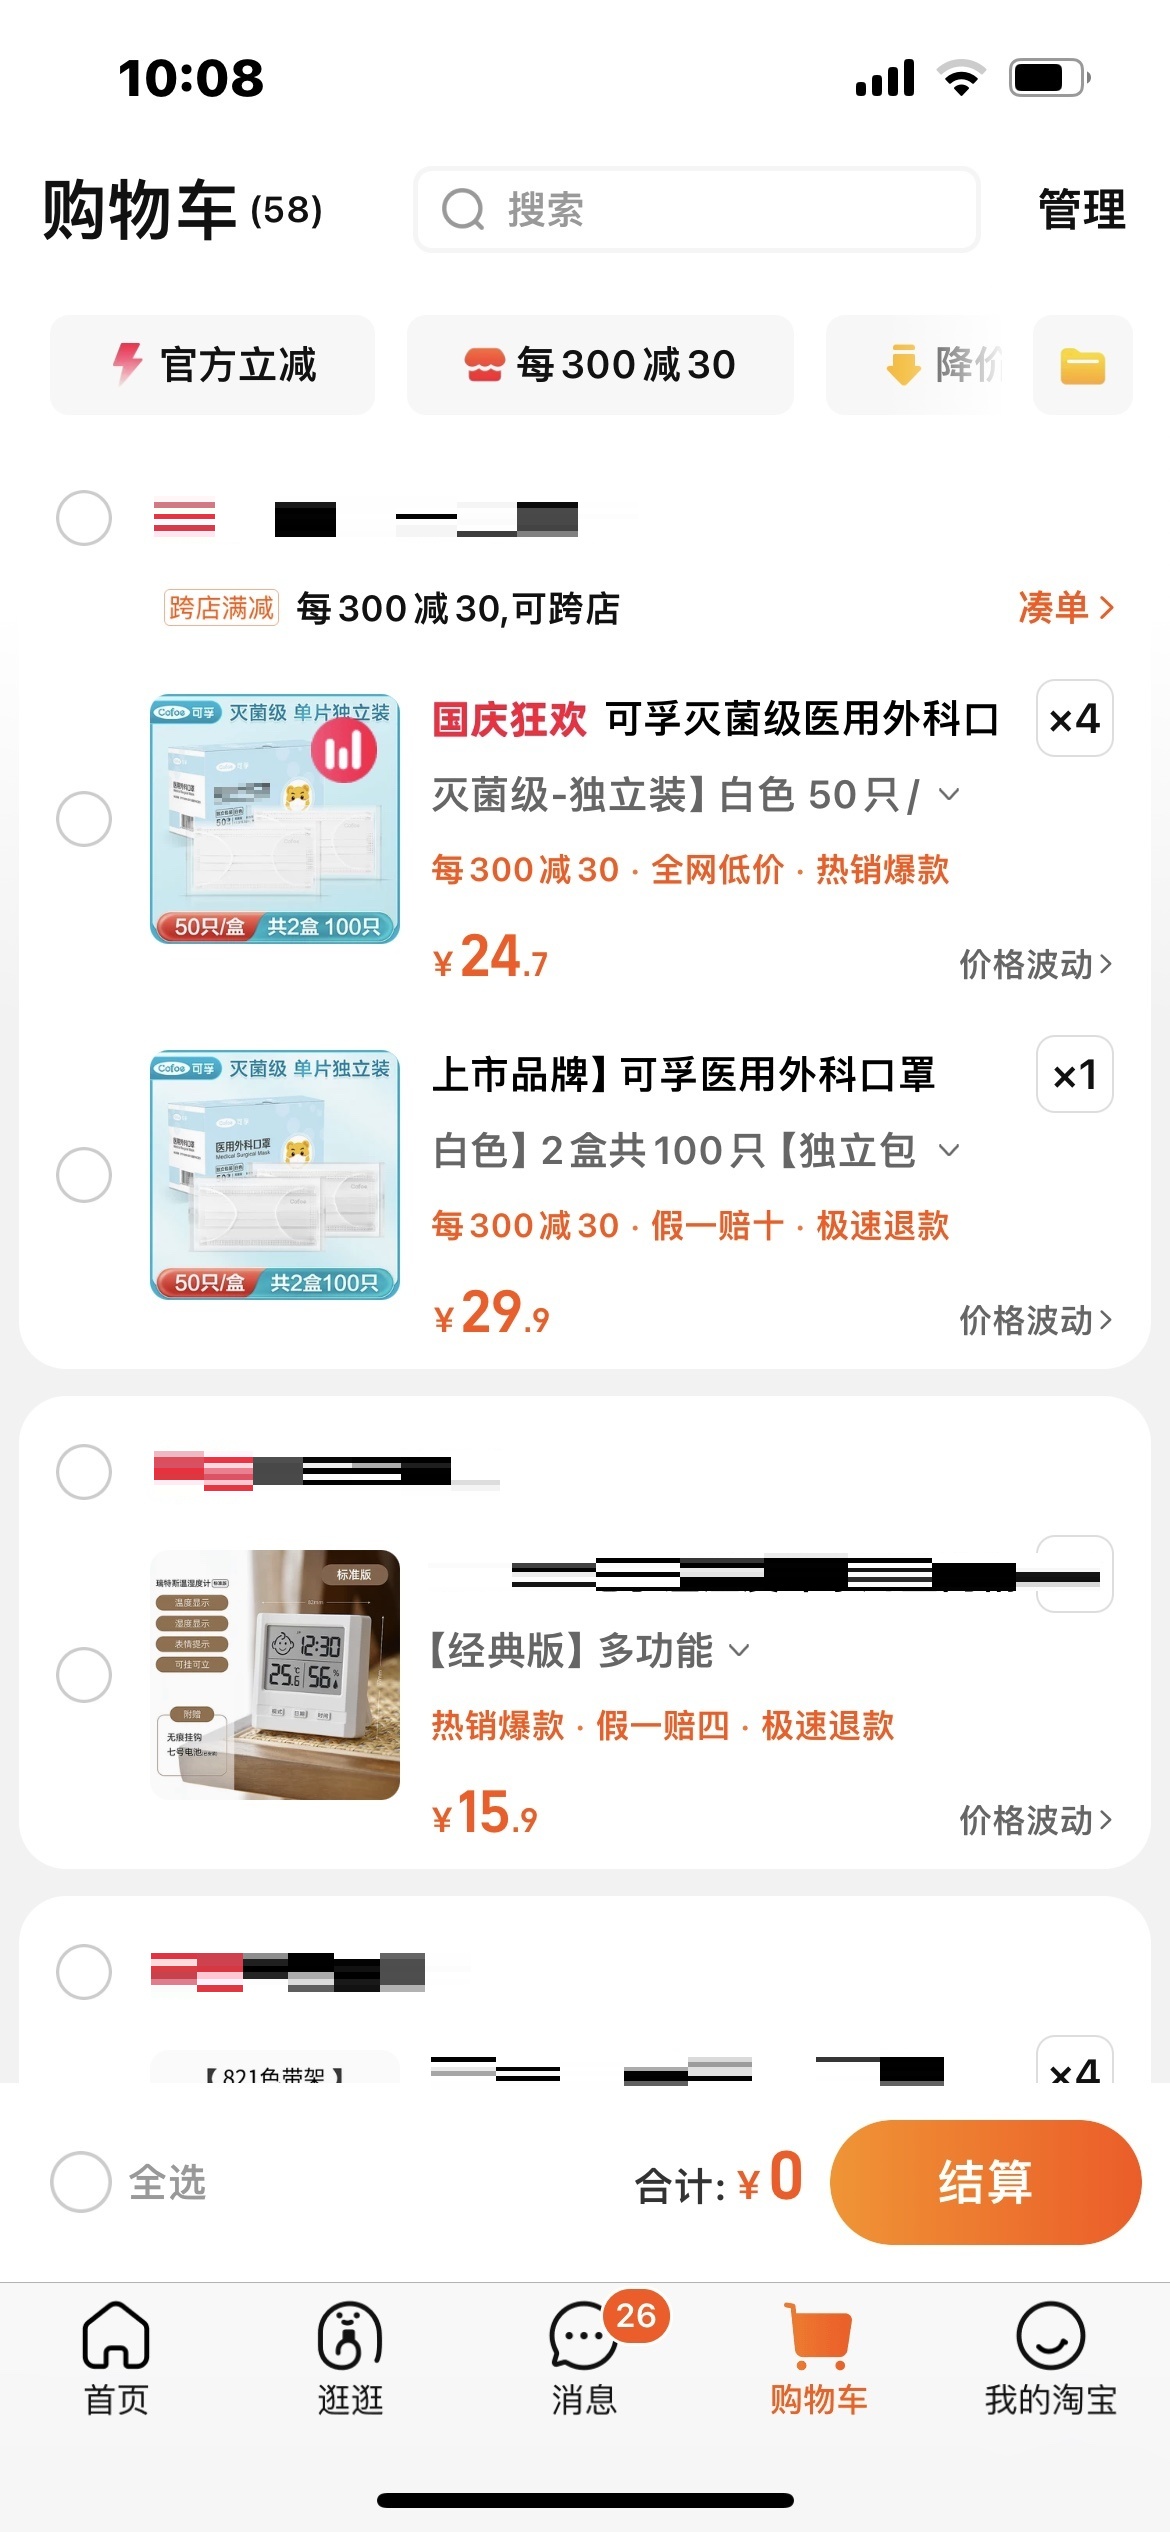 10:08
购物车 (58)
搜索
管理
官方立减
每300减30
降价
跨店满减 每300减30,可跨店
凑单
Cofoe 可孚 灭菌级 单片独立装
50只/盒 共2盒 100只
国庆狂欢 可孚灭菌级医用外科口
×4
灭菌级-独立装】白色 50只/
每300减30 · 全网低价 · 热销爆款
¥24.7
价格波动
Cofoe 可孚 灭菌级 单片独立装
医用外科口罩
Medical Surgical Mask
50只/盒 共2盒100只
上市品牌】可孚医用外科口罩
×1
白色】2盒共100只【独立包
每300减30 · 假一赔十 · 极速退款
¥29.9
价格波动
标准版
瑞特斯温湿度计 标准版
温度显示
湿度显示
表情提示
可挂可立
附赠
无痕挂钩
七号电池
12:30
25.6℃ 56%
【经典版】多功能
热销爆款 · 假一赔四 · 极速退款
¥15.9
价格波动
【821色带架】
×4
全选
合计: ¥0
结算
首页
逛逛
26
消息
购物车
我的淘宝